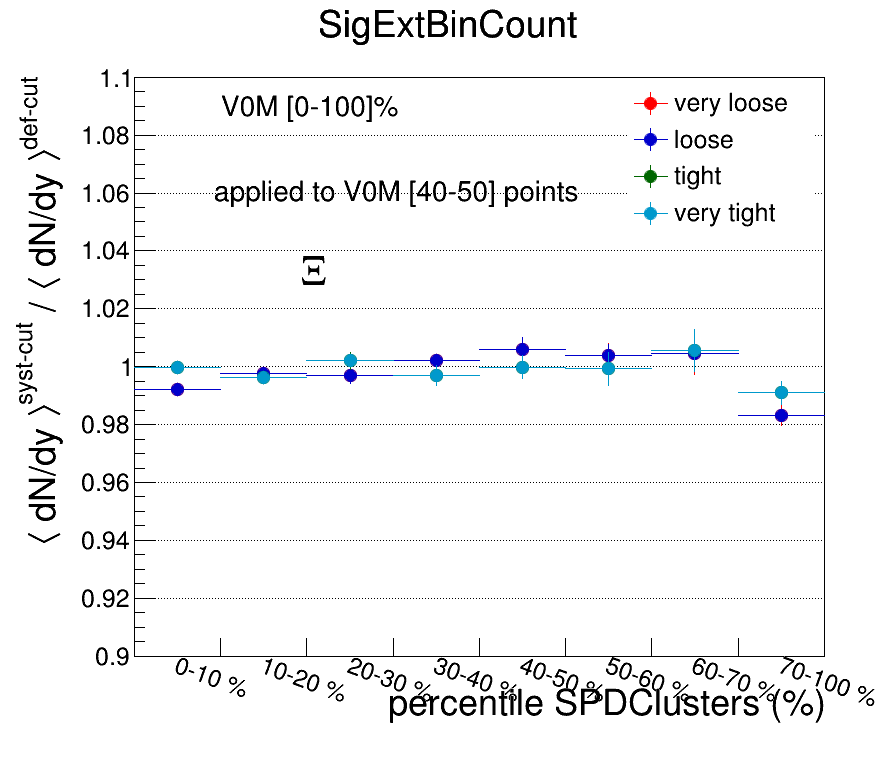 SigExtBinCount
⟨ dN/dy ⟩^syst-cut / ⟨ dN/dy ⟩^def-cut
1.1
1.08
1.06
1.04
1.02
1
0.98
0.96
0.94
0.92
0.9
V0M [0-100]%
applied to V0M [40-50] points
Ξ
very loose
loose
tight
very tight
0-10 %
10-20 %
20-30 %
30-40 %
40-50 %
50-60 %
60-70 %
70-100 %
percentile SPDClusters (%)